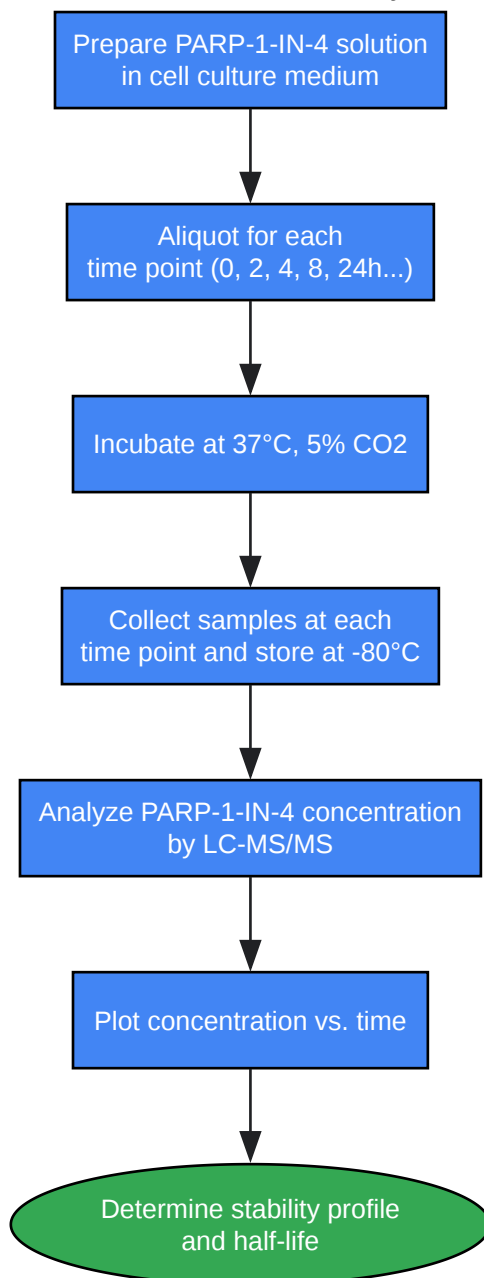 Prepare PARP-1-IN-4 solution
in cell culture medium
Aliquot for each
time point (0, 2, 4, 8, 24h...)
Incubate at 37°C, 5% CO2
Collect samples at each
time point and store at -80°C
Analyze PARP-1-IN-4 concentration
by LC-MS/MS
Plot concentration vs. time
Determine stability profile
and half-life